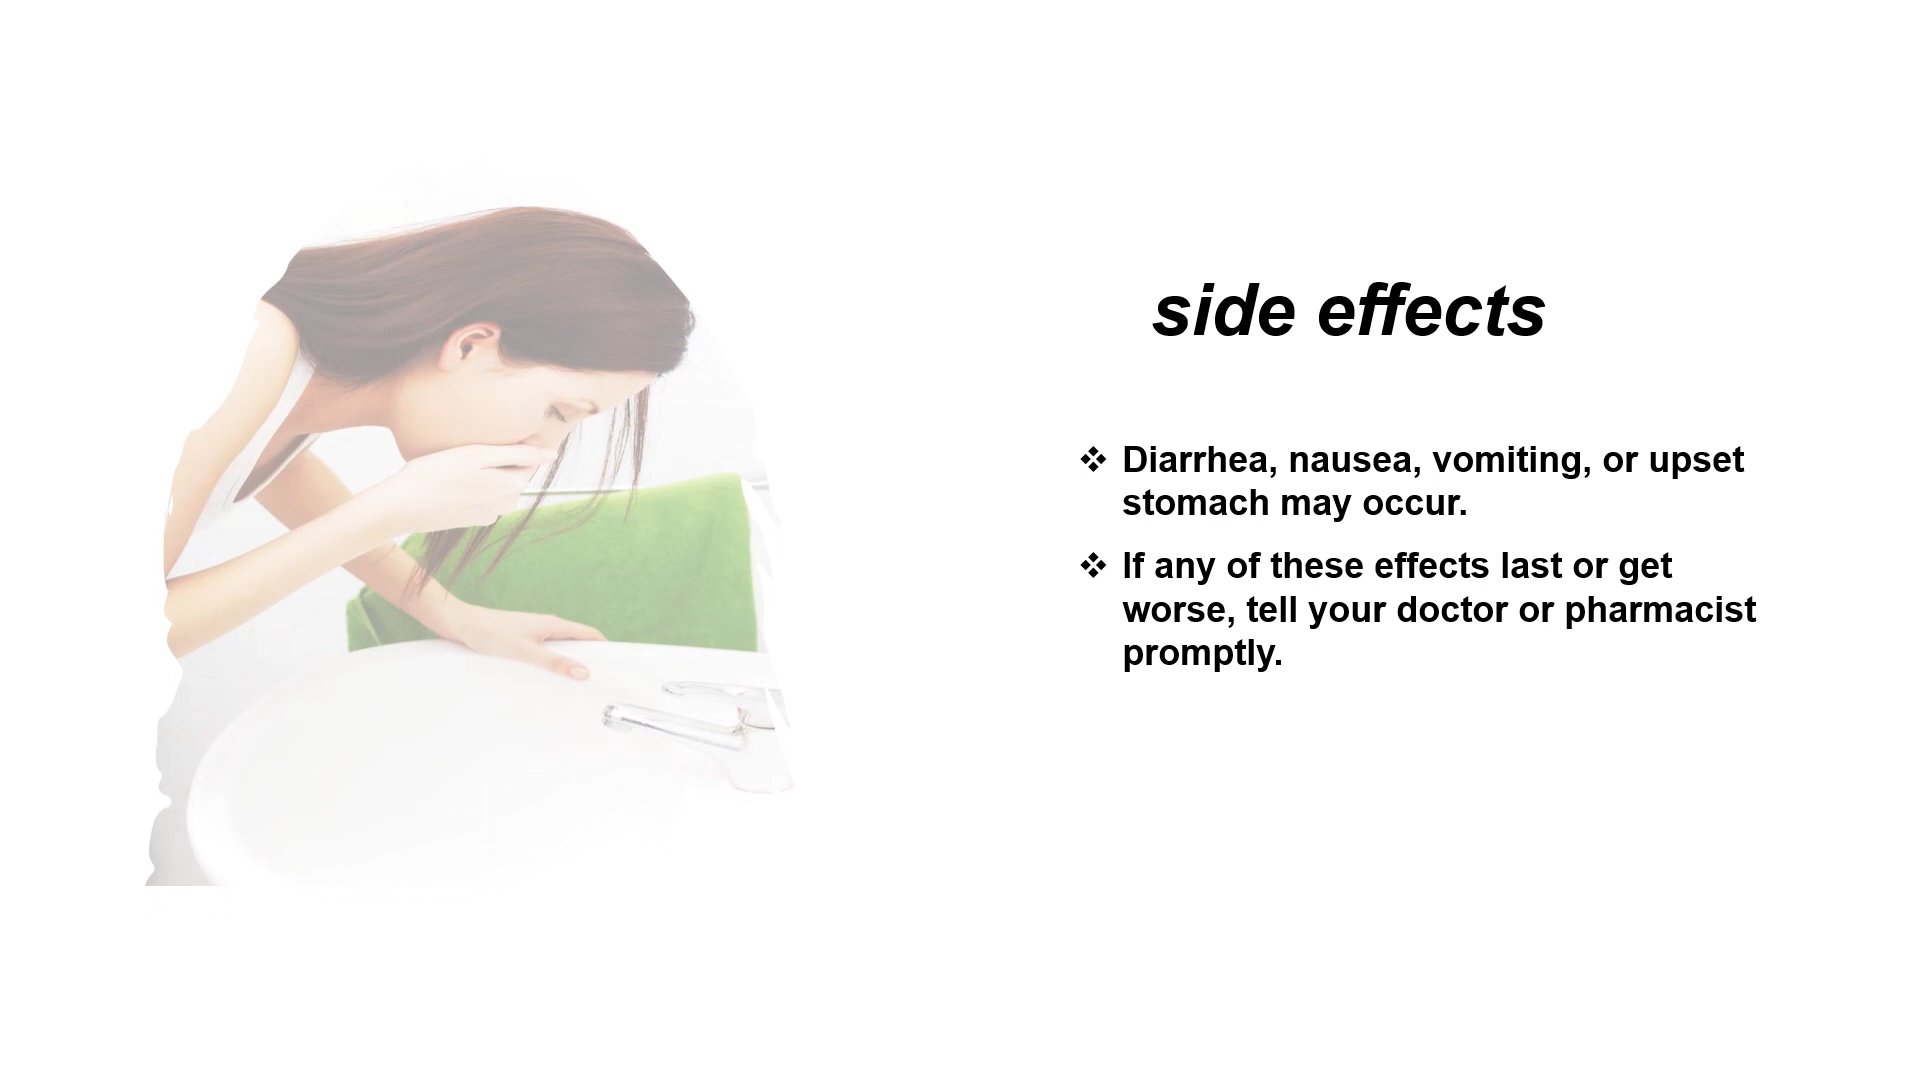 side effects
❖ Diarrhea, nausea, vomiting, or upset
stomach may occur.
❖ If any of these effects last or get
worse, tell your doctor or pharmacist
promptly.